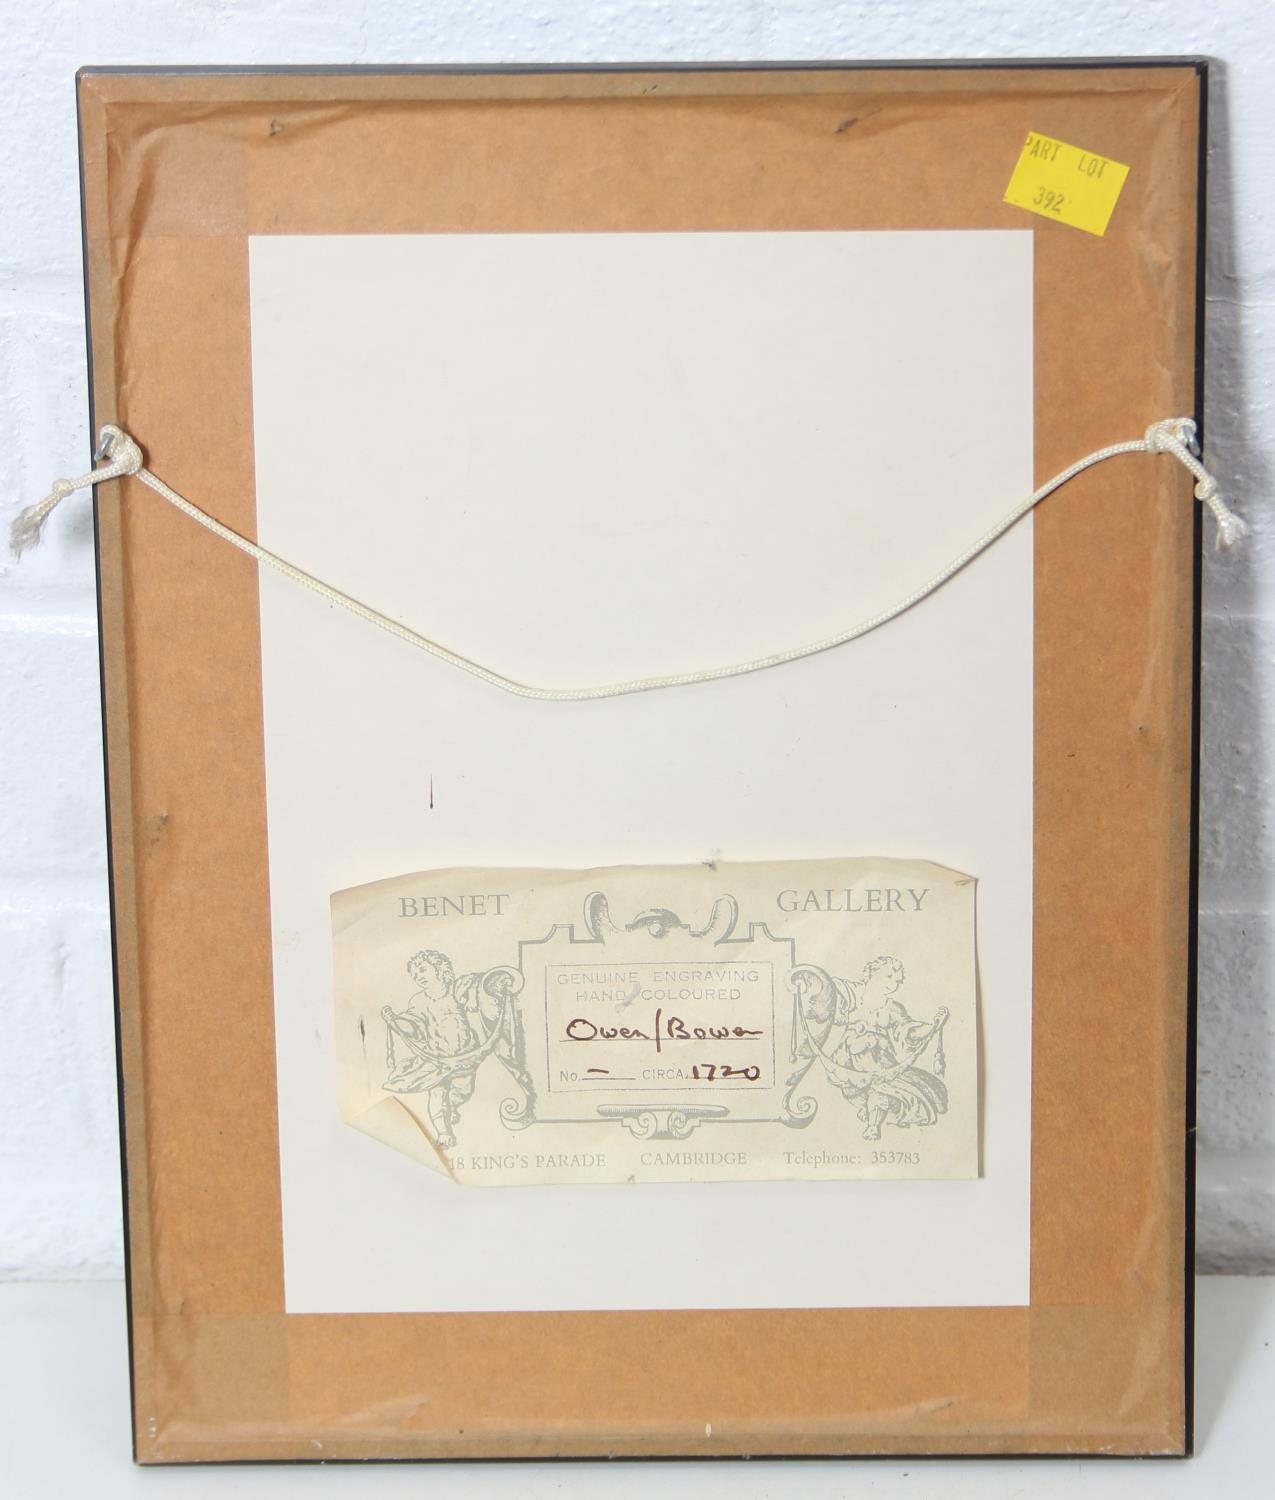 PART LOT
392
BENET GALLERY
GENUINE ENGRAVING
HAND COLOURED
Owen/Bowen
No. – CIRCA. 1720
18 KING'S PARADE CAMBRIDGE Telephone: 353783